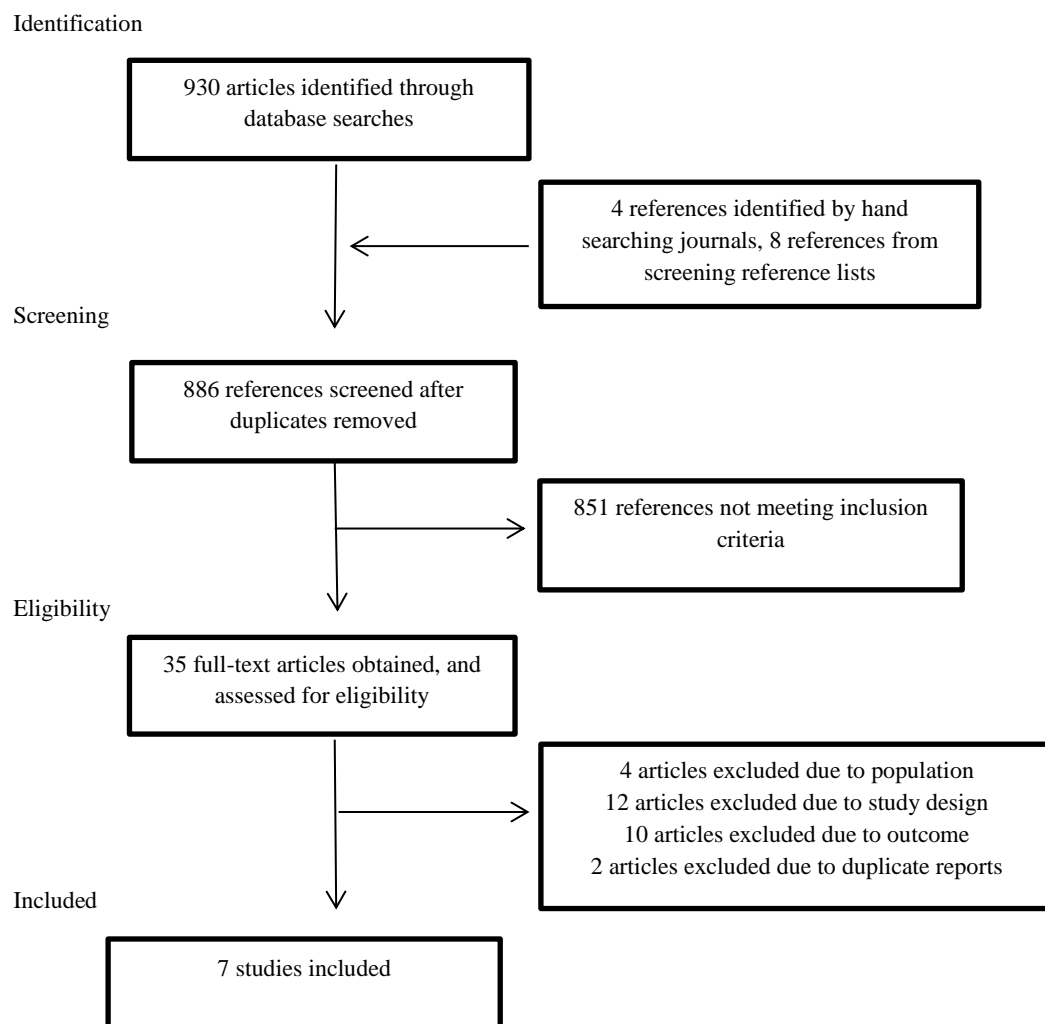 Identification
930 articles identified through
database searches
4 references identified by hand
searching journals, 8 references from
screening reference lists
Screening
886 references screened after
duplicates removed
851 references not meeting inclusion
criteria
Eligibility
35 full-text articles obtained, and
assessed for eligibility
4 articles excluded due to population
12 articles excluded due to study design
10 articles excluded due to outcome
2 articles excluded due to duplicate reports
Included
7 studies included